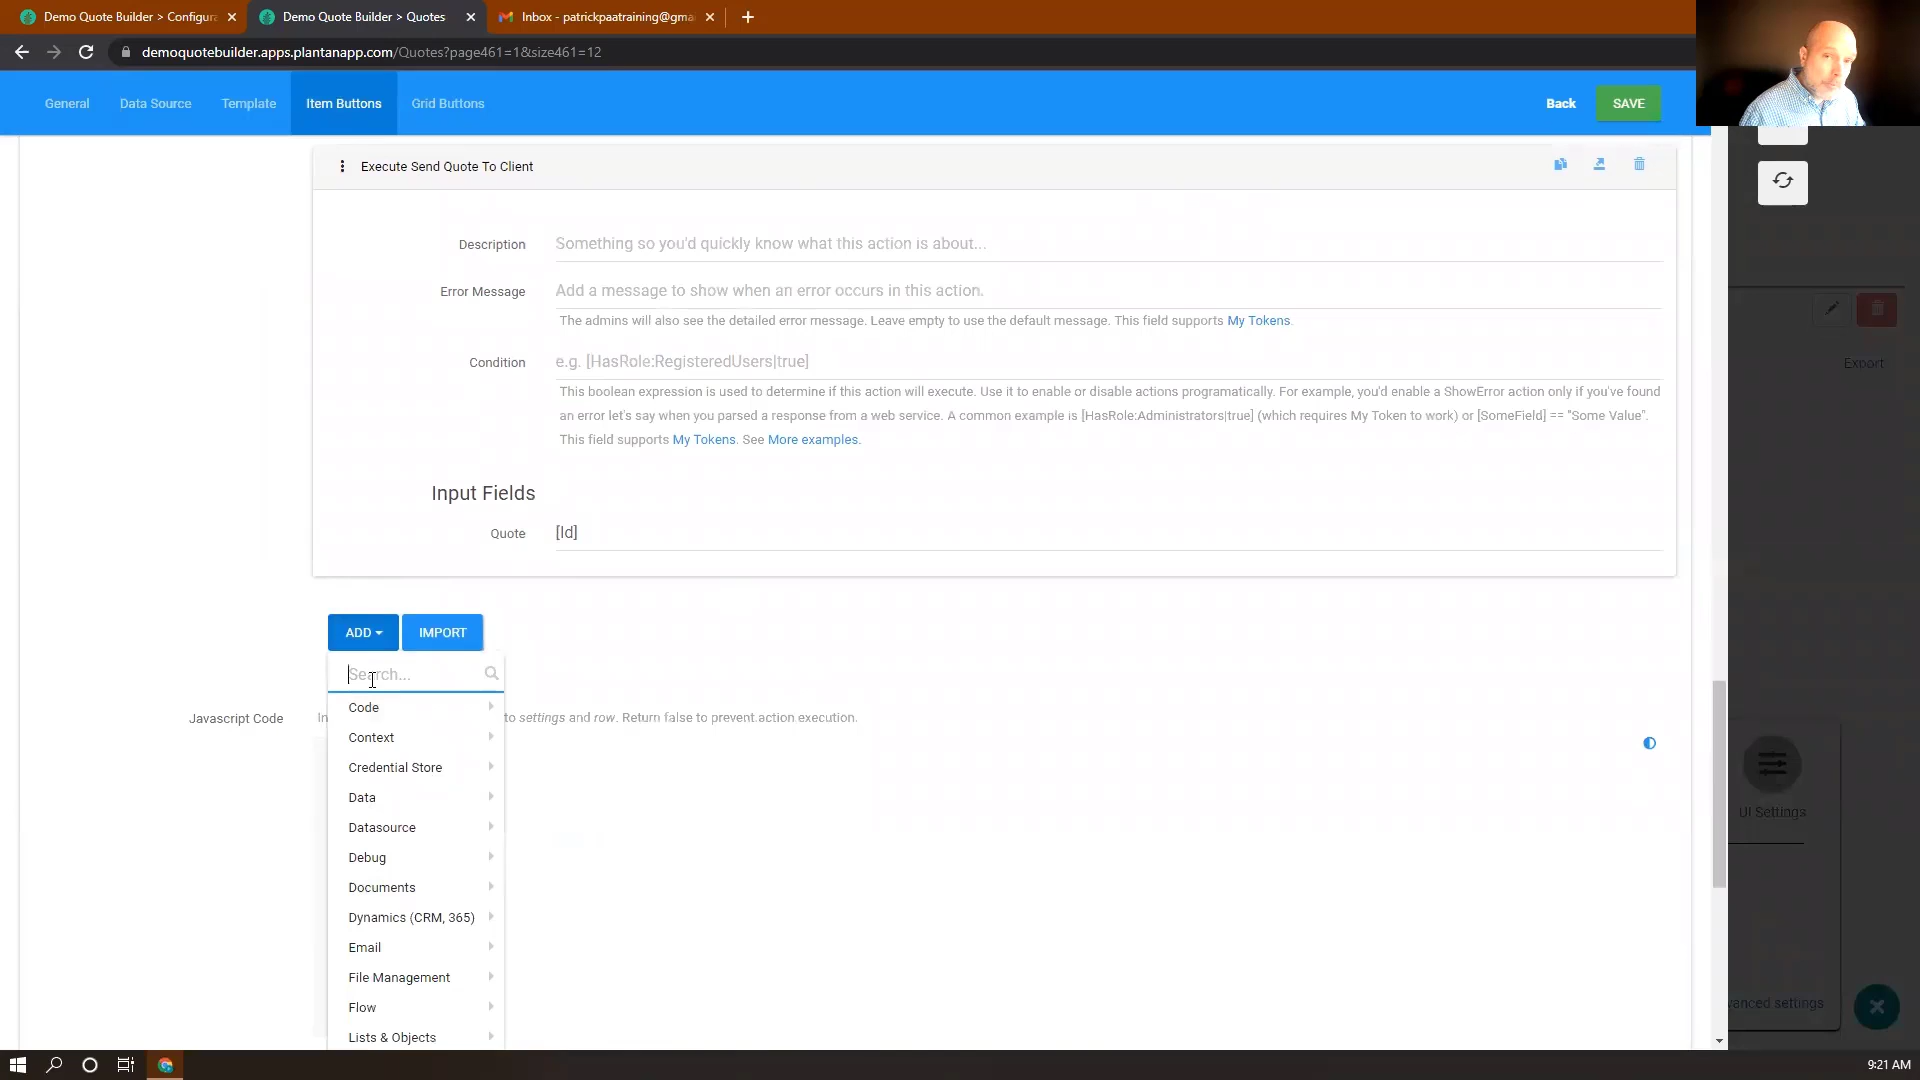 Demo Quote Builder > Configura
Demo Quote Builder > Quotes
Inbox - patrickpaatraining@gma
demoquotebuilder.apps.plantanapp.com/Quotes?page461=1&size461=12
General
Data Source
Template
Item Buttons
Grid Buttons
Back
SAVE
Execute Send Quote To Client
Description
Something so you'd quickly know what this action is about...
Error Message
Add a message to show when an error occurs in this action.
The admins will also see the detailed error message. Leave empty to use the default message. This field supports My Tokens.
Condition
e.g. [HasRole:RegisteredUsers|true]
This boolean expression is used to determine if this action will execute. Use it to enable or disable actions programatically. For example, you'd enable a ShowError action only if you've found
an error let's say when you parsed a response from a web service. A common example is [HasRole:Administrators|true] (which requires My Token to work) or [SomeField] == "Some Value".
This field supports My Tokens. See More examples.
Input Fields
Quote
[Id]
Export
ADD
IMPORT
Search...
Code
Javascript Code
to settings and row. Return false to prevent action execution.
Context
Credential Store
Data
Datasource
Debug
Documents
Dynamics (CRM, 365)
Email
File Management
Flow
Lists & Objects
UI Settings
vanced settings
9:21 AM